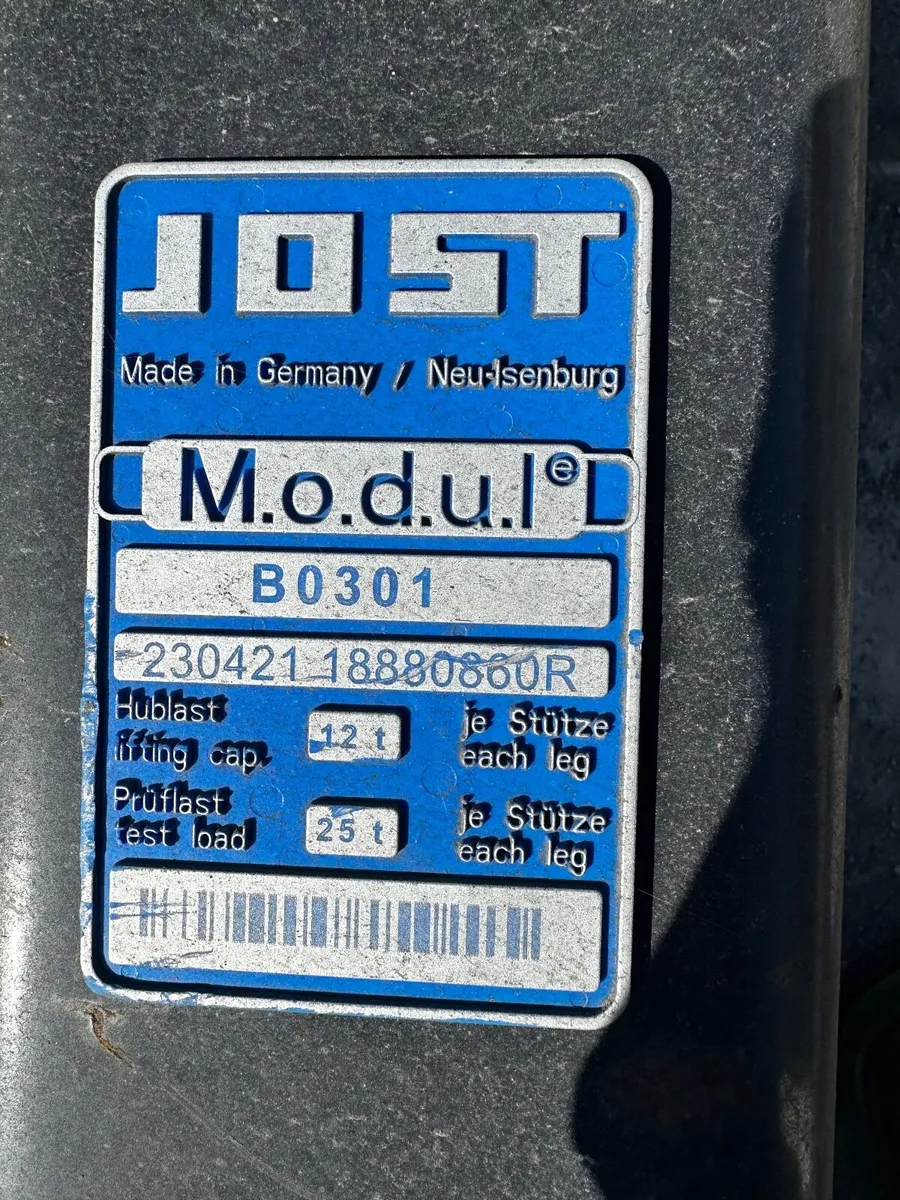 JOST
Made in Germany / Neu-Isenburg
M.o.d.u.l®
B0301
230421 18880860R
Hublast 12 t je Stütze
lifting cap. each leg
Prüflast 25 t je Stütze
test load each leg